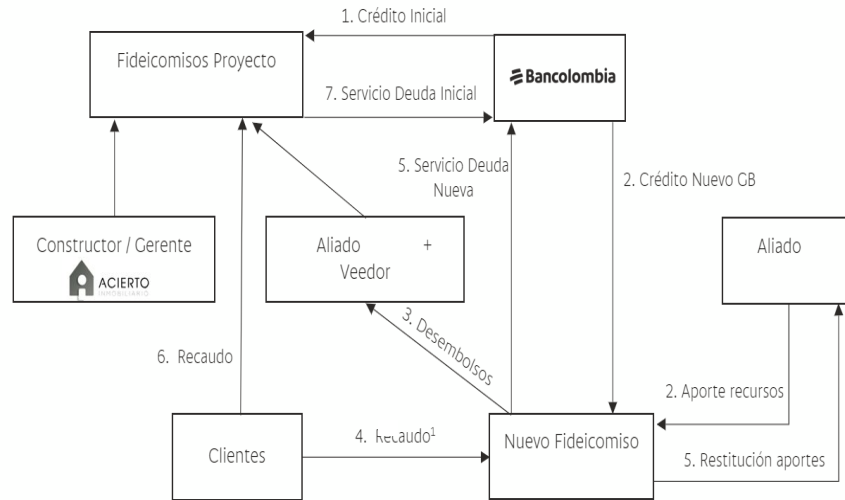 1. Crédito Inicial
Fideicomisos Proyecto
Bancolombia
7. Servicio Deuda Inicial
5. Servicio Deuda
Nueva
2. Crédito Nuevo GB
Constructor / Gerente
ACIERTO
INMOBILIARIO
Aliado +
Veedor
Aliado
3. Desembolsos
6. Recaudo
2. Aporte recursos
Clientes
4. Recaudo¹
Nuevo Fideicomiso
5. Restitución aportes